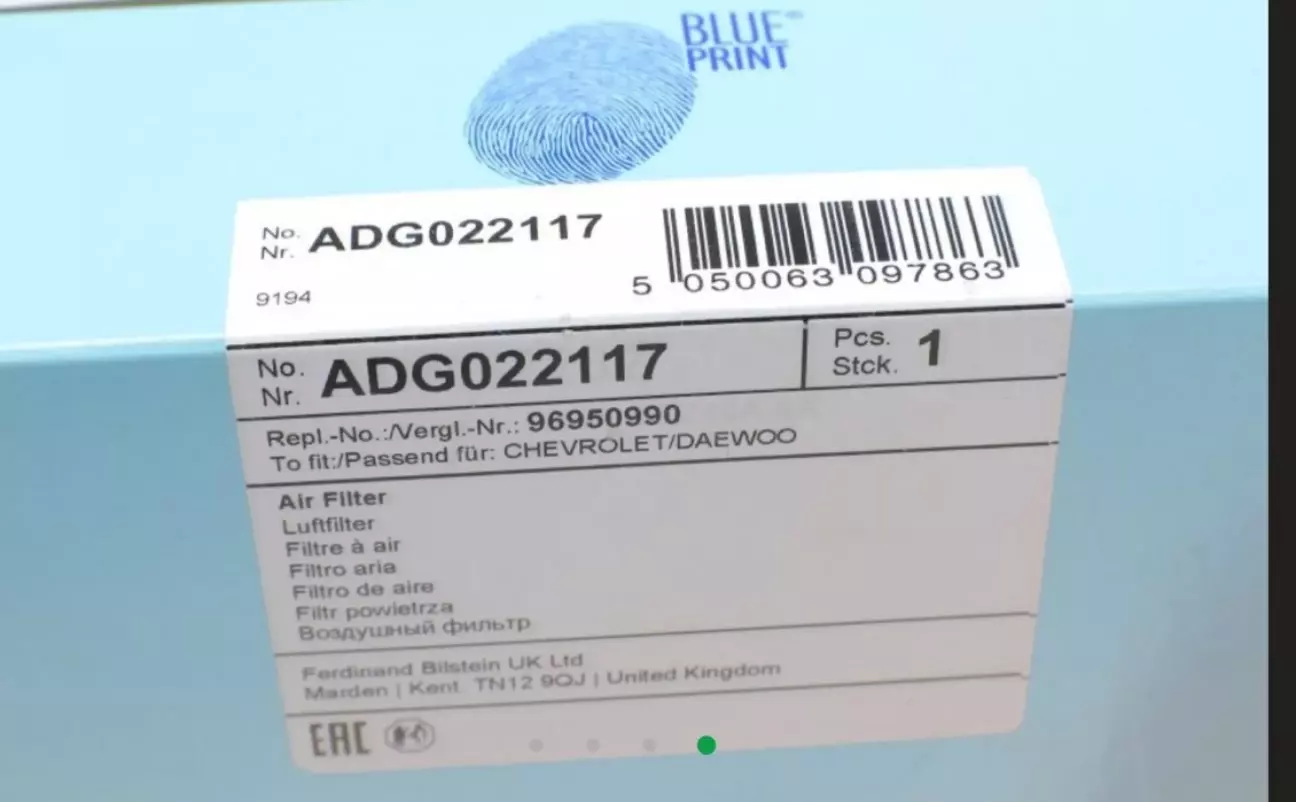 BLUE
PRINT
No. ADG022117
Nr.
9194
5 050063 097863
No. ADG022117
Nr.
Pcs. 1
Stck.
Repl.-No.:/Vergl.-Nr.: 96950990
To fit:/Passend für: CHEVROLET/DAEWOO
Air Filter
Luftfilter
Filtre à air
Filtro aria
Filtro de aire
Filtr powietrza
Воздушный фильтр
Ferdinand Bilstein UK Ltd
Marden | Kent TN12 9QJ | United Kingdom
EAC